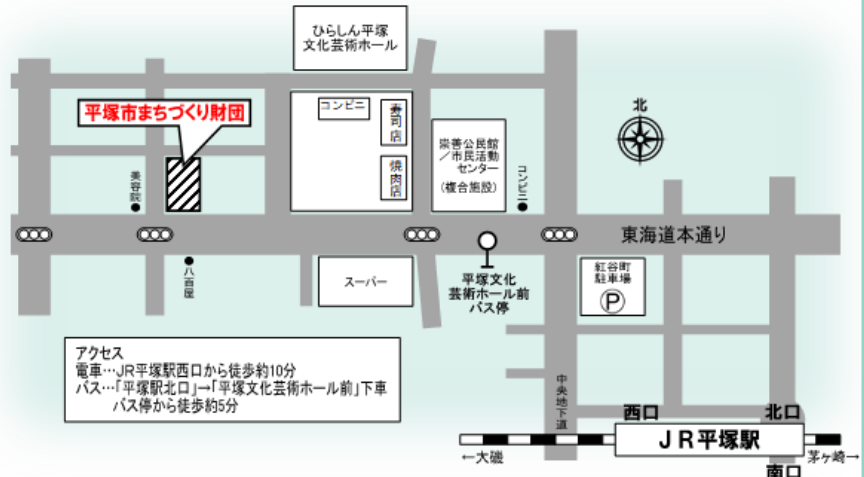 ひらしん平塚
文化芸術ホール
平塚市まちづくり財団
コンビニ
寿司店
焼肉店
崇善公民館
／市民活動
センター
(複合施設)
コンビニ
北
美容院
八百屋
東海道本通り
スーパー
平塚文化
芸術ホール前
バス停
紅谷町
駐車場
P
アクセス
電車…JR平塚駅西口から徒歩約10分
バス…「平塚駅北口」→「平塚文化芸術ホール前」下車
バス停から徒歩約5分
中央地下道
西口
北口
JR平塚駅
←大磯
茅ヶ崎→
南口